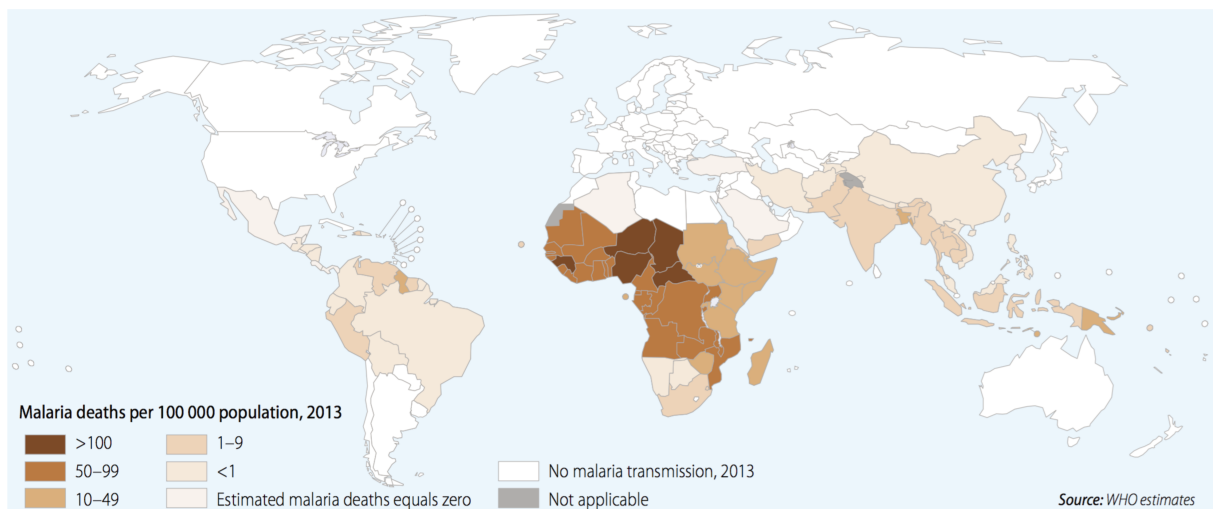 Malaria deaths per 100 000 population, 2013
>100
50–99
10–49
1–9
<1
Estimated malaria deaths equals zero
No malaria transmission, 2013
Not applicable
Source: WHO estimates